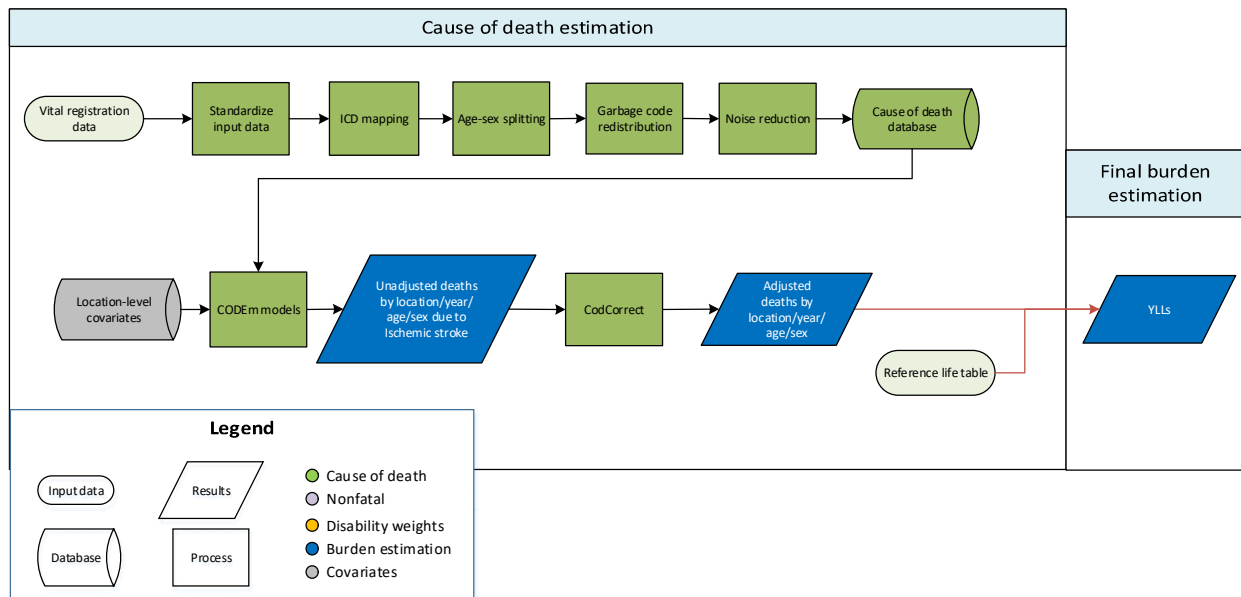 Cause of death estimation
Vital registration
data
Standardize
input data
ICD mapping
Age-sex splitting
Garbage code
redistribution
Noise reduction
Cause of death
database
Final burden
estimation
Location-level
covariates
CODEm models
Unadjusted deaths
by location/year/
age/sex due to
Ischemic stroke
CodCorrect
Adjusted
deaths by
location/year/
age/sex
YLLs
Reference life table
Legend
Input data
Results
Database
Process
Cause of death
Nonfatal
Disability weights
Burden estimation
Covariates